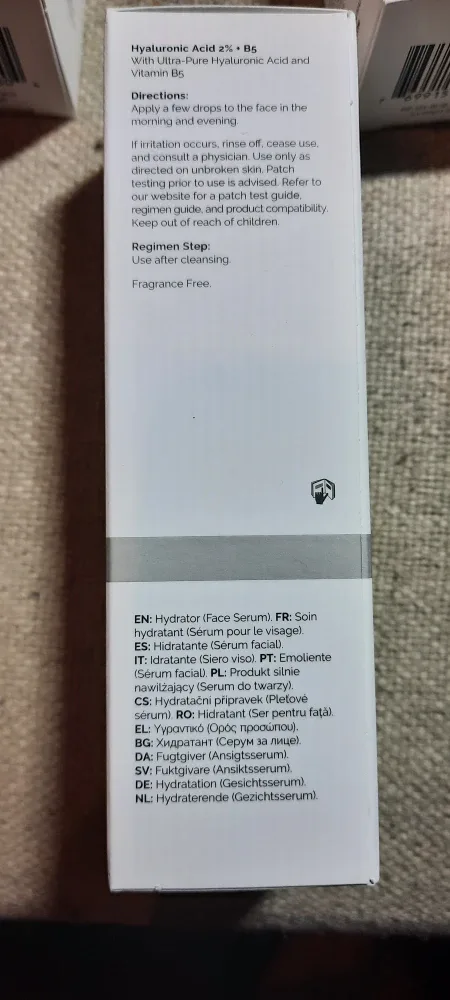 Hyaluronic Acid 2% + B5
With Ultra-Pure Hyaluronic Acid and
Vitamin B5
Directions:
Apply a few drops to the face in the
morning and evening.
If irritation occurs, rinse off, cease use,
and consult a physician. Use only as
directed on unbroken skin. Patch
testing prior to use is advised. Refer to
our website for a patch test guide,
regimen guide, and product compatibility.
Keep out of reach of children.
Regimen Step:
Use after cleansing.
Fragrance Free.
EN: Hydrator (Face Serum). FR: Soin
hydratant (Sérum pour le visage).
ES: Hidratante (Sérum facial).
IT: Idratante (Siero viso). PT: Emoliente
(Sérum facial). PL: Produkt silnie
nawilżający (Serum do twarzy).
CS: Hydratační přípravek (Pleťové
sérum). RO: Hidratant (Ser pentru față).
EL: Υγραντικό (Ορός προσώπου).
BG: Хидратант (Серум за лице).
DA: Fugtgiver (Ansigtsserum).
SV: Fuktgivare (Ansiktsserum).
DE: Hydratation (Gesichtsserum).
NL: Hydraterende (Gezichtsserum).